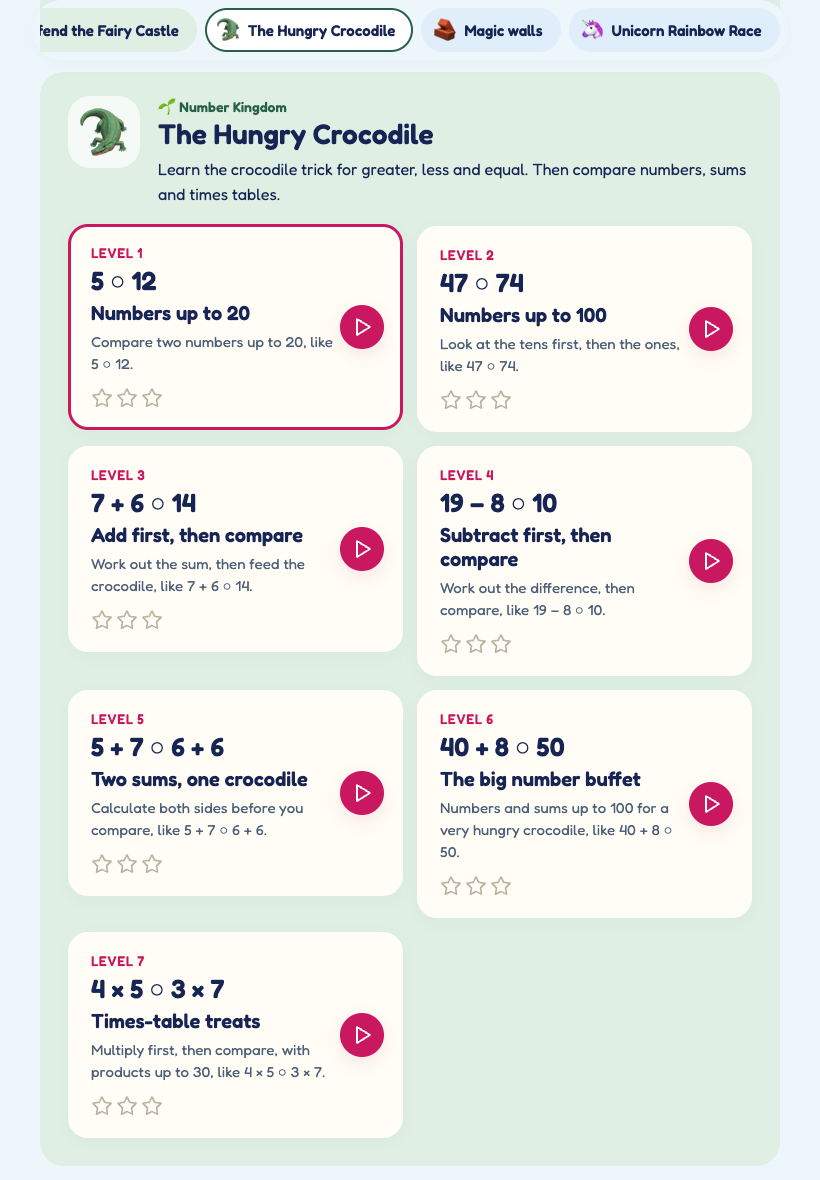 fend the Fairy Castle
The Hungry Crocodile
Magic walls
Unicorn Rainbow Race
Number Kingdom
The Hungry Crocodile
Learn the crocodile trick for greater, less and equal. Then compare numbers, sums
and times tables.
LEVEL 1
5 ○ 12
Numbers up to 20
Compare two numbers up to 20, like
5 ○ 12.
LEVEL 2
47 ○ 74
Numbers up to 100
Look at the tens first, then the ones,
like 47 ○ 74.
LEVEL 3
7 + 6 ○ 14
Add first, then compare
Work out the sum, then feed the
crocodile, like 7 + 6 ○ 14.
LEVEL 4
19 – 8 ○ 10
Subtract first, then
compare
Work out the difference, then
compare, like 19 – 8 ○ 10.
LEVEL 5
5 + 7 ○ 6 + 6
Two sums, one crocodile
Calculate both sides before you
compare, like 5 + 7 ○ 6 + 6.
LEVEL 6
40 + 8 ○ 50
The big number buffet
Numbers and sums up to 100 for a
very hungry crocodile, like 40 + 8 ○
50.
LEVEL 7
4 × 5 ○ 3 × 7
Times-table treats
Multiply first, then compare, with
products up to 30, like 4 × 5 ○ 3 × 7.